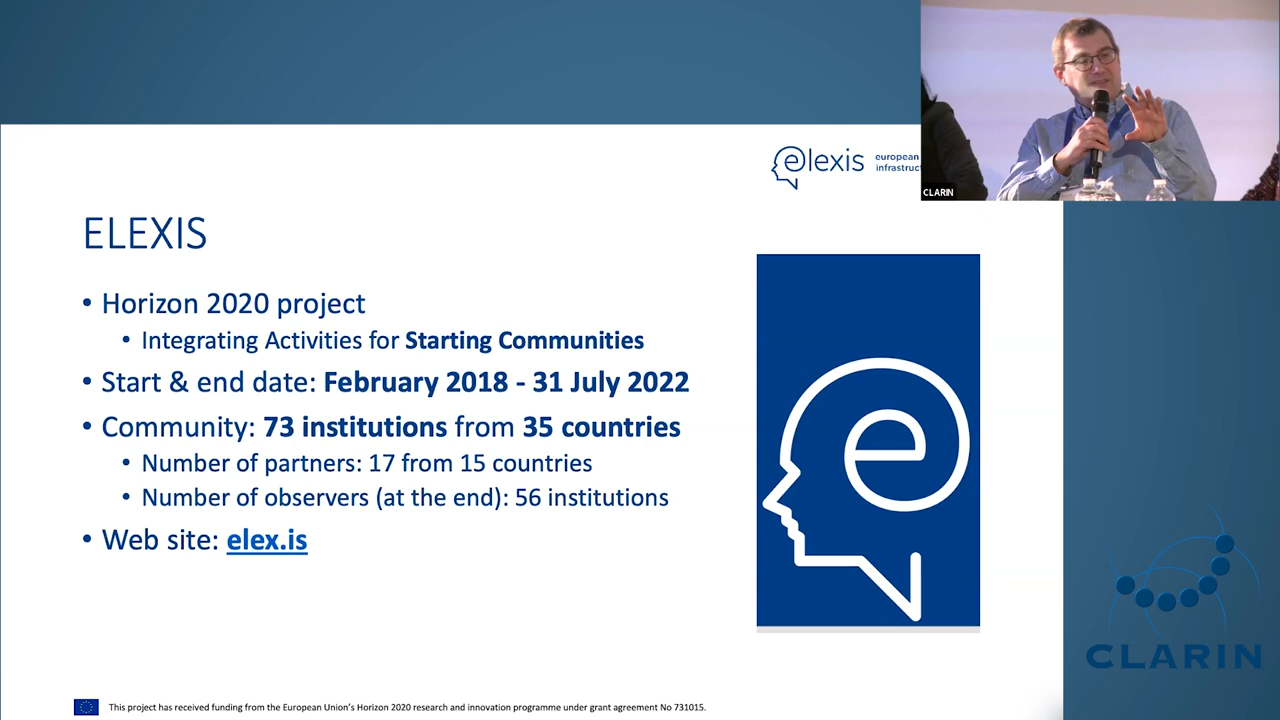 elexis
european
infrastruc
CLARIN
ELEXIS
• Horizon 2020 project
• Integrating Activities for Starting Communities
• Start & end date: February 2018 - 31 July 2022
• Community: 73 institutions from 35 countries
• Number of partners: 17 from 15 countries
• Number of observers (at the end): 56 institutions
• Web site: elex.is
e
CLARIN
This project has received funding from the European Union's Horizon 2020 research and innovation programme under grant agreement No 731015.